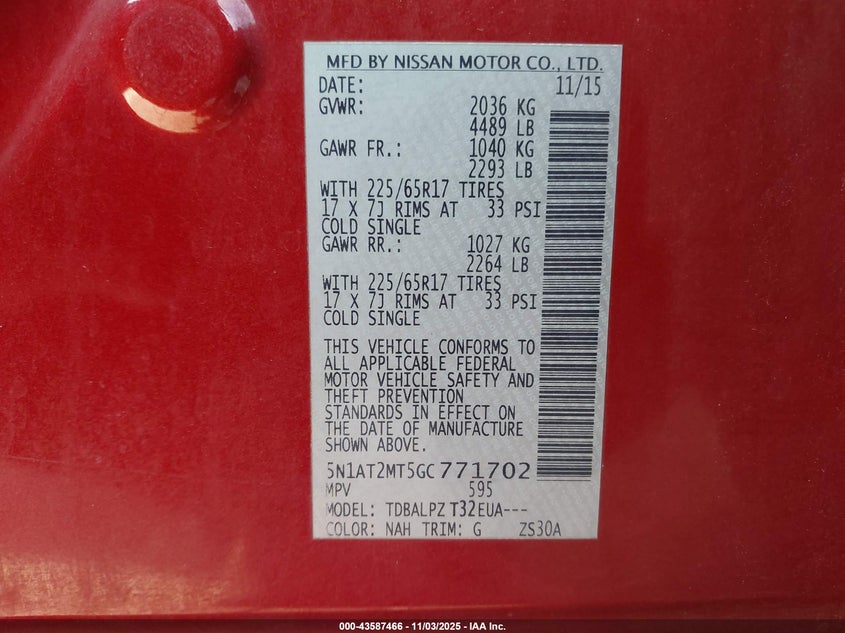 MFD BY NISSAN MOTOR CO., LTD.
DATE: 11/15
GVWR: 2036 KG
4489 LB
GAWR FR.: 1040 KG
2293 LB
WITH 225/65R17 TIRES
17 X 7J RIMS AT 33 PSI
COLD SINGLE
GAWR RR.: 1027 KG
2264 LB
WITH 225/65R17 TIRES
17 X 7J RIMS AT 33 PSI
COLD SINGLE
THIS VEHICLE CONFORMS TO
ALL APPLICABLE FEDERAL
MOTOR VEHICLE SAFETY AND
THEFT PREVENTION
STANDARDS IN EFFECT ON
THE DATE OF MANUFACTURE
SHOWN ABOVE.
5N1AT2MT5GC771702
MPV 595
MODEL: TDBALPZ T32EUA---
COLOR: NAH TRIM: G ZS30A
000-43587466 - 11/03/2025 - IAA Inc.